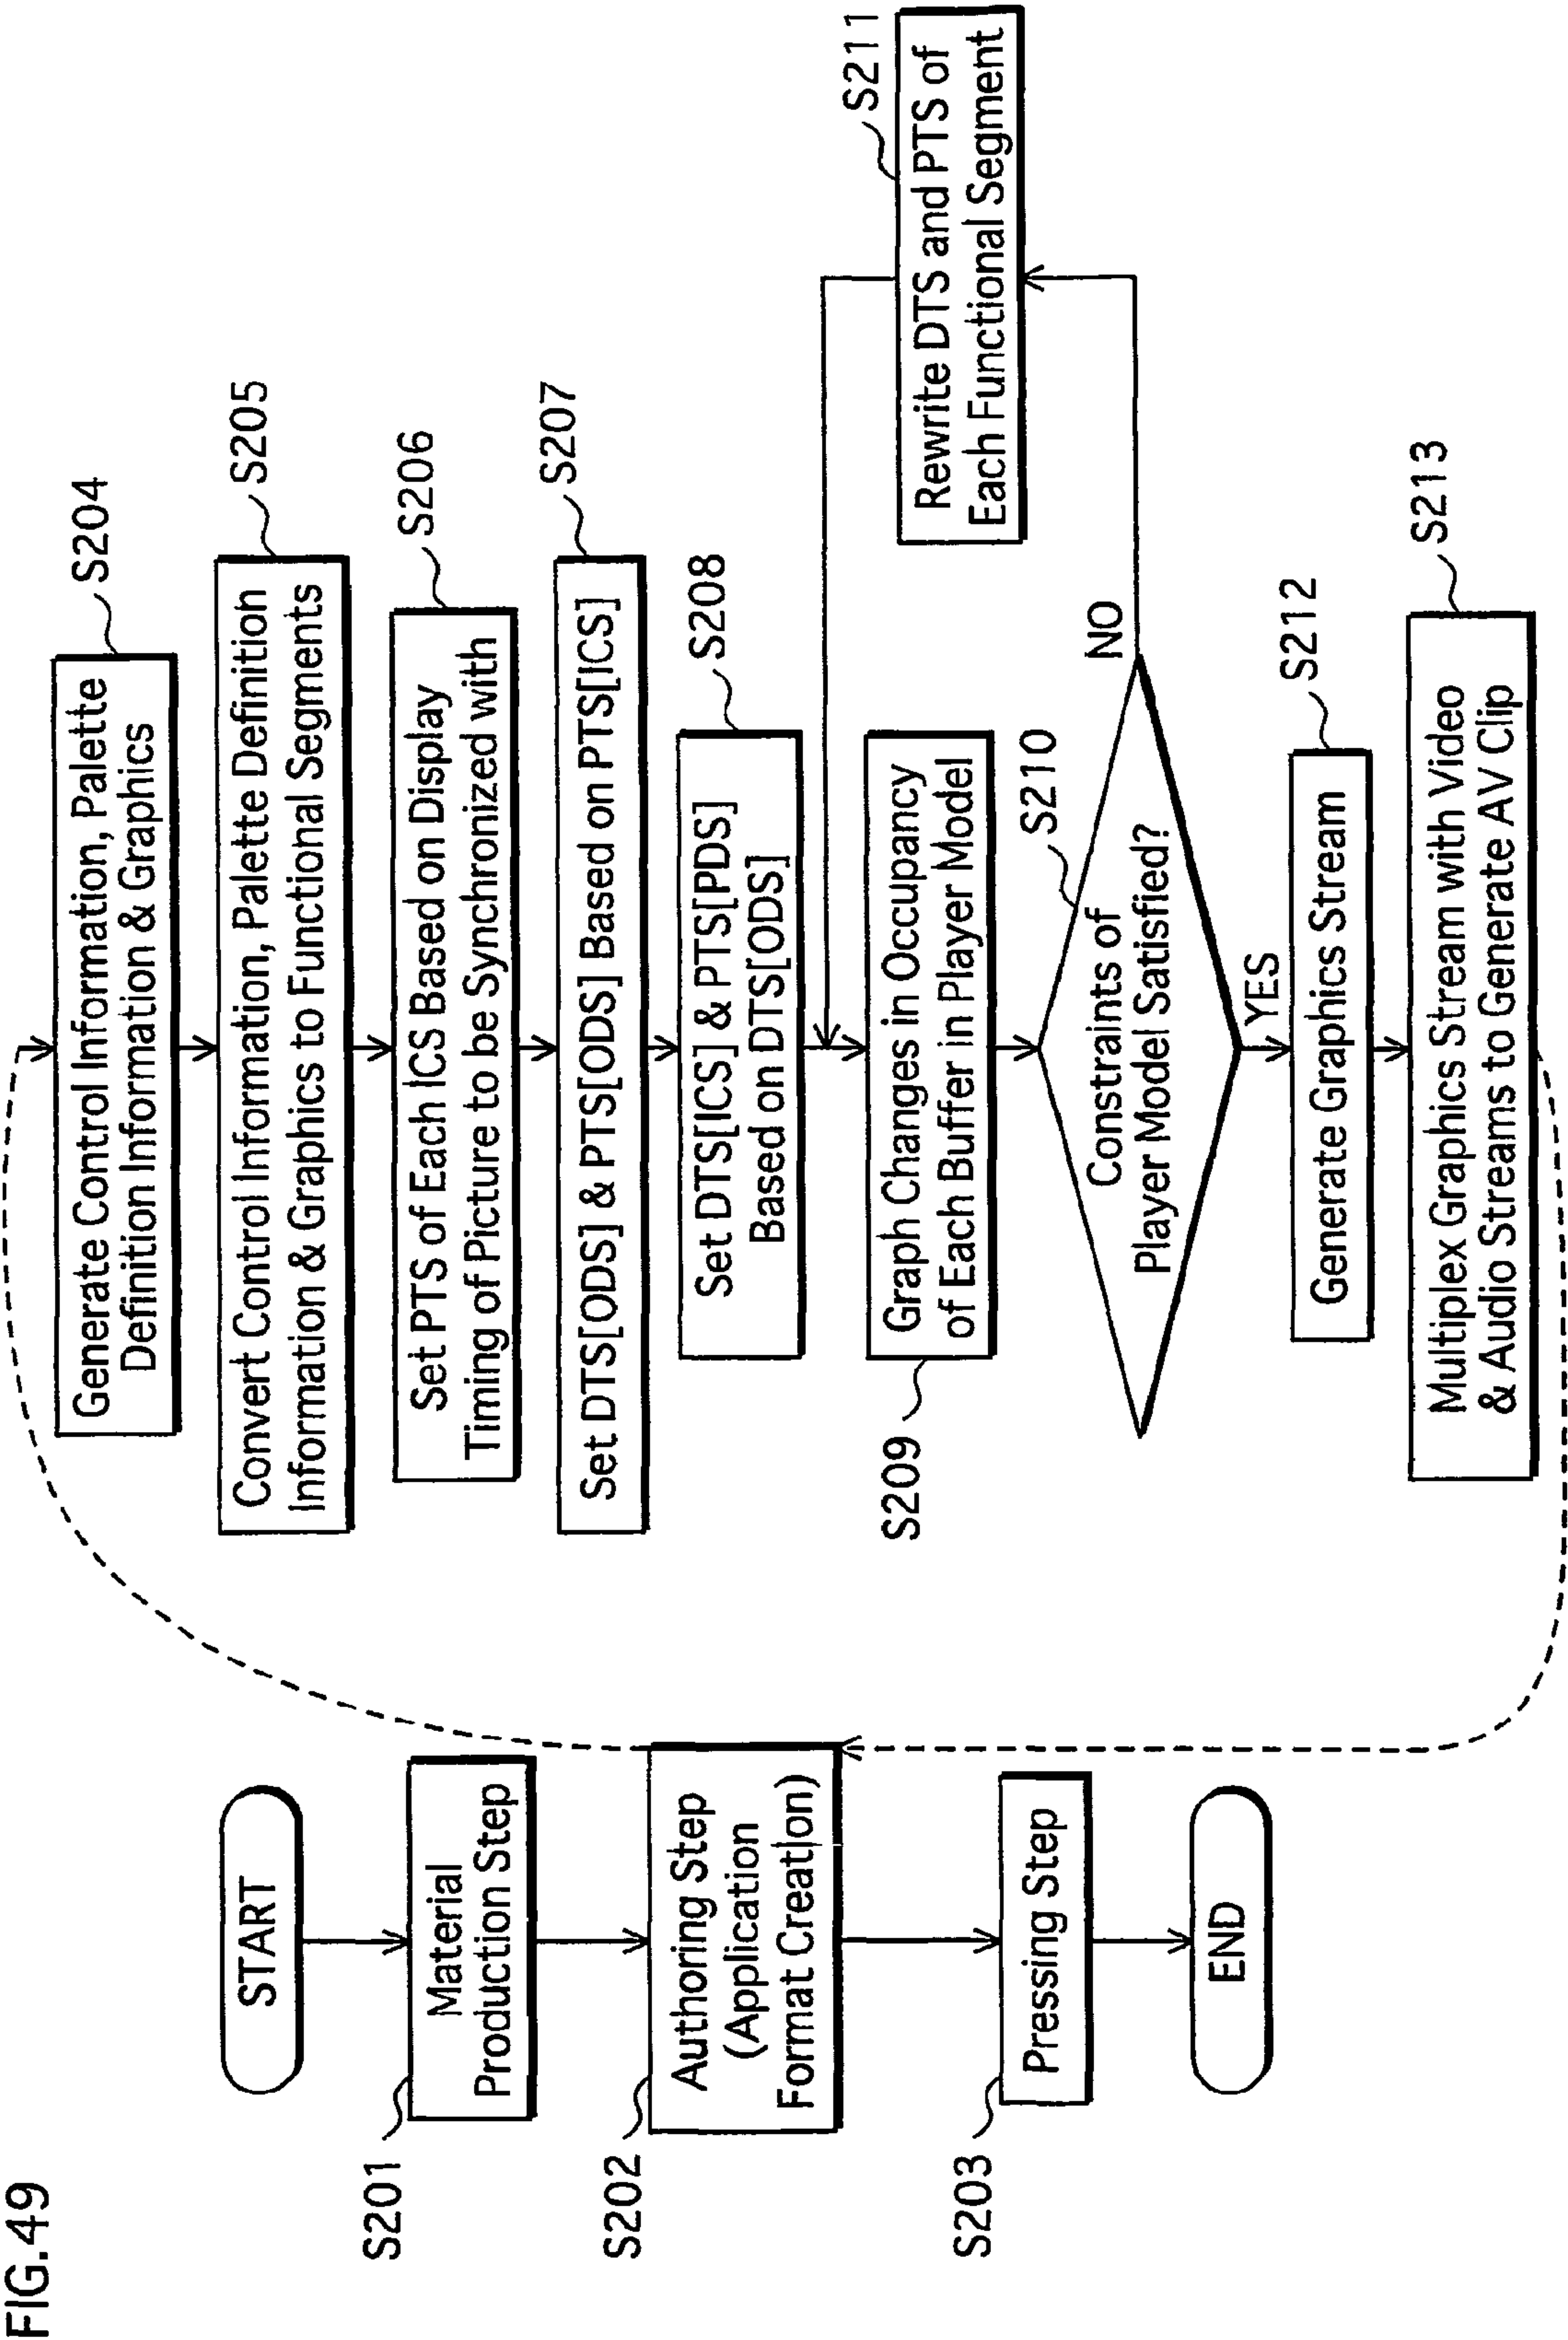 FIG.49
START
S201
Material
Production Step
S202
Authoring Step
(Application
Format Creation)
S203
Pressing Step
END
S204
Generate Control Information, Palette
Definition Information & Graphics
S205
Convert Control Information, Palette Definition
Information & Graphics to Functional Segments
S206
Set PTS of Each ICS Based on Display
Timing of Picture to be Synchronized with
S207
Set DTS[ODS] & PTS[ODS] Based on PTS[ICS]
S208
Set DTS[ICS] & PTS[PDS]
Based on DTS[ODS]
S209
Graph Changes in Occupancy
of Each Buffer in Player Model
S210
Constraints of
Player Model Satisfied?
NO
S211
Rewrite DTS and PTS of
Each Functional Segment
YES
S212
Generate Graphics Stream
S213
Multiplex Graphics Stream with Video
& Audio Streams to Generate AV Clip